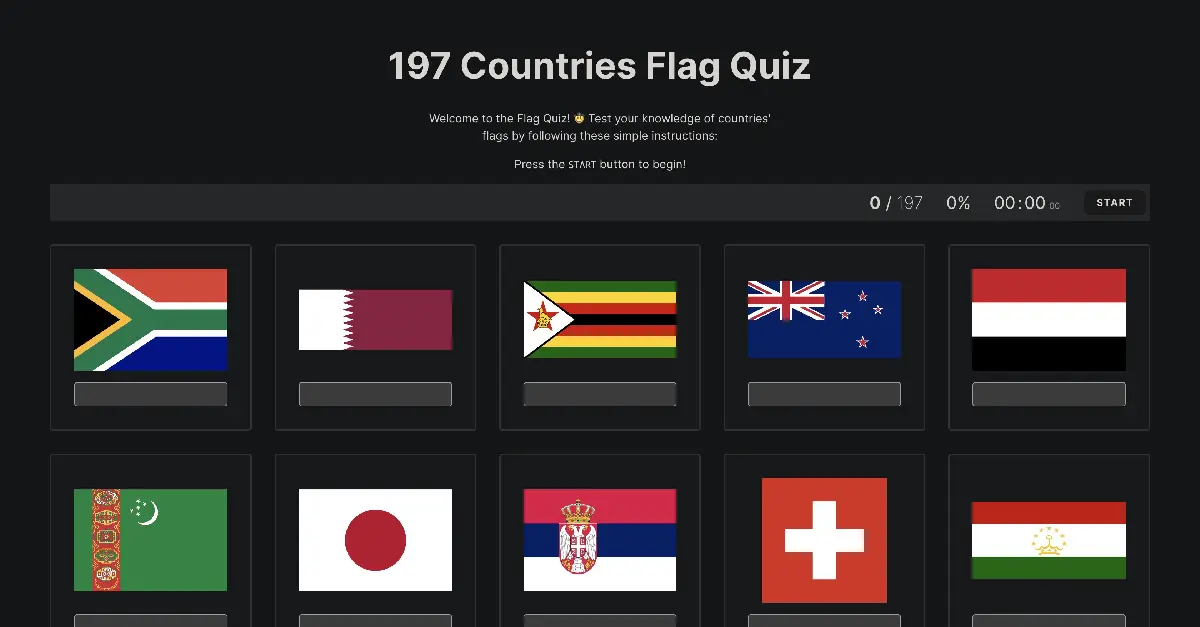 197 Countries Flag Quiz
Welcome to the Flag Quiz! Test your knowledge of countries'
flags by following these simple instructions:
Press the START button to begin!
0 / 197 0% 00:00 00 START